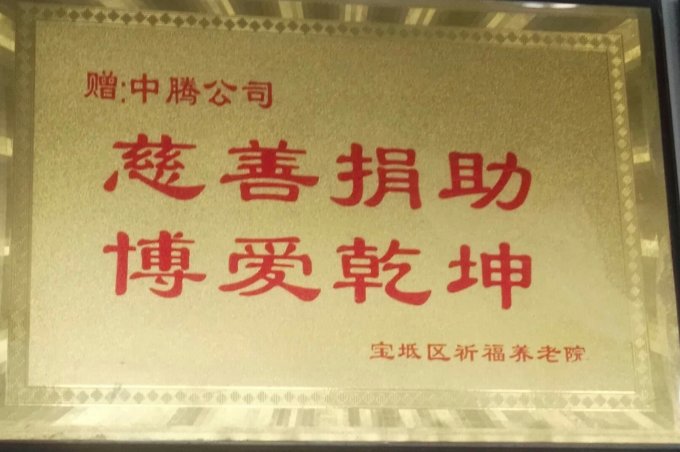 赠:中腾公司
慈善捐助
博爱乾坤
宝坻区祈福养老院